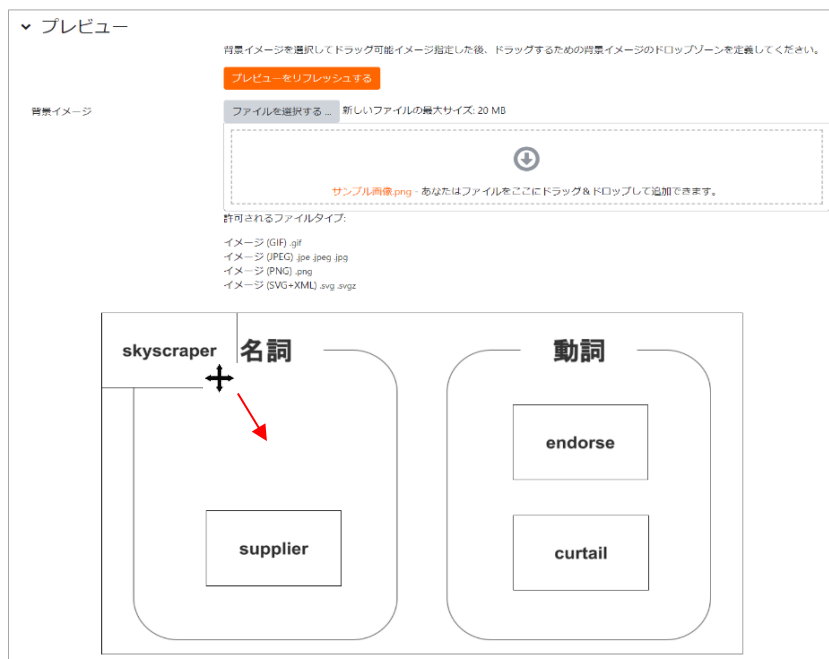 プレビュー
背景イメージを選択してドラッグ可能イメージ指定した後、ドラッグするための背景イメージのドロップゾーンを定義してください。
プレビューをリフレッシュする
背景イメージ
ファイルを選択する ... 新しいファイルの最大サイズ: 20 MB
サンプル画像.png - あなたはファイルをここにドラッグ＆ドロップして追加できます。
許可されるファイルタイプ:
イメージ (GIF) .gif
イメージ (JPEG) .jpe .jpeg .jpg
イメージ (PNG) .png
イメージ (SVG+XML) .svg .svgz
skyscraper 名詞 動詞
endorse
supplier
curtail